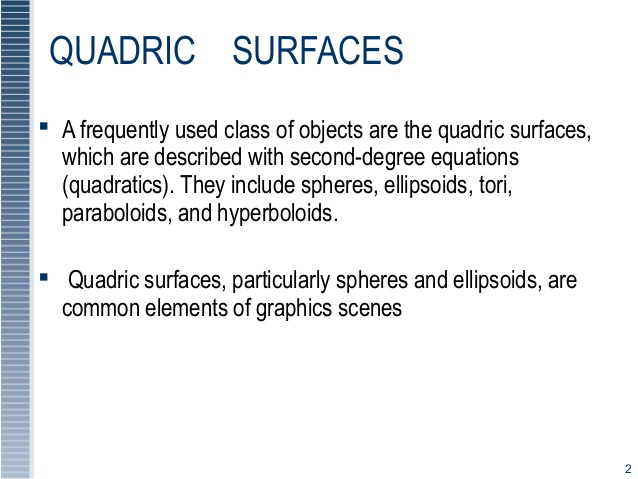 QUADRIC SURFACES
▪ A frequently used class of objects are the quadric surfaces,
which are described with second-degree equations
(quadratics). They include spheres, ellipsoids, tori,
paraboloids, and hyperboloids.
▪ Quadric surfaces, particularly spheres and ellipsoids, are
common elements of graphics scenes
2